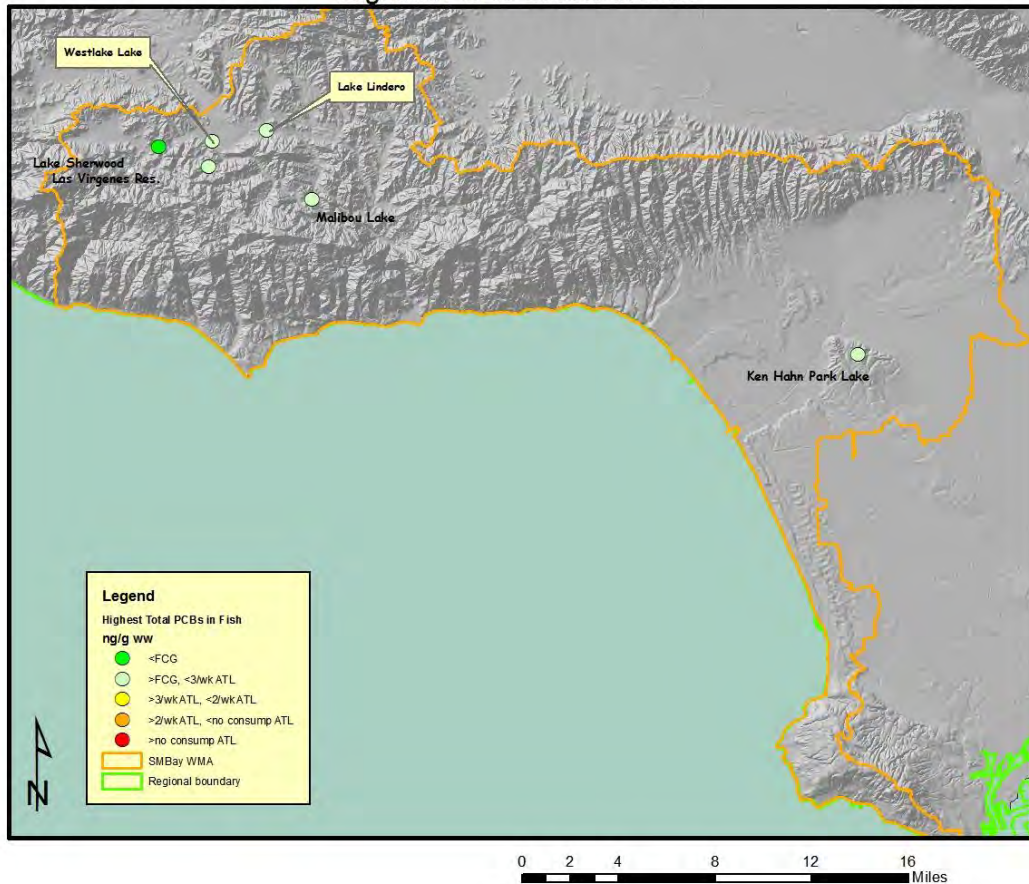 Westlake Lake
Lake Lindero
Lake Sherwood
Las Virgenes Res.
Malibou Lake
Ken Hahn Park Lake
Legend
Highest Total PCBs in Fish
ng/g ww
<FCG
>FCG, <3/wk ATL
>3/wk ATL, <2/wk ATL
>2/wk ATL, <no consump ATL
>no consump ATL
SMBay WMA
Regional boundary
N
0 2 4 8 12 16
Miles